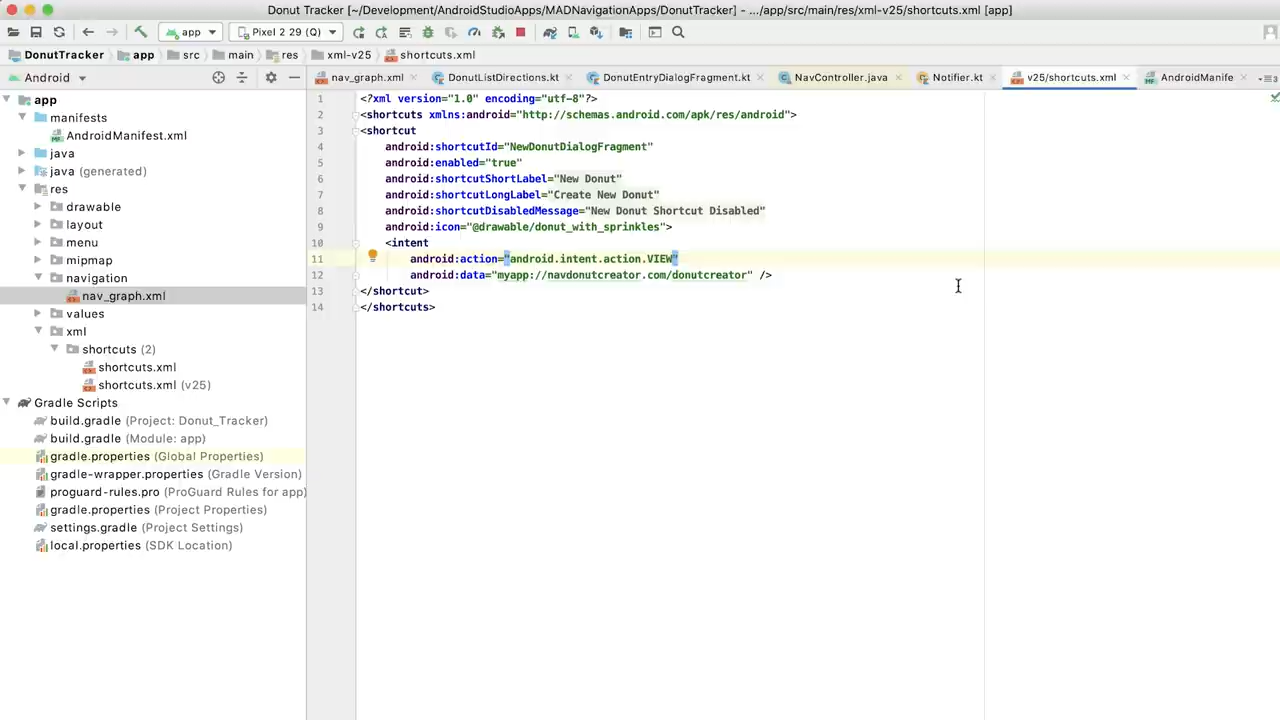 Donut Tracker [~/Development/AndroidStudioApps/MADNavigationApps/DonutTracker] - .../app/src/main/res/xml-v25/shortcuts.xml [app]
app
Pixel 2 29 (Q)
DonutTracker app src main res xml-v25 shortcuts.xml
Android
nav_graph.xml DonutListDirections.kt DonutEntryDialogFragment.kt NavController.java Notifier.kt v25/shortcuts.xml AndroidManife
app
manifests
AndroidManifest.xml
java
java (generated)
res
drawable
layout
menu
mipmap
navigation
nav_graph.xml
values
xml
shortcuts (2)
shortcuts.xml
shortcuts.xml (v25)
Gradle Scripts
build.gradle (Project: Donut_Tracker)
build.gradle (Module: app)
gradle.properties (Global Properties)
gradle-wrapper.properties (Gradle Version)
proguard-rules.pro (ProGuard Rules for app)
gradle.properties (Project Properties)
settings.gradle (Project Settings)
local.properties (SDK Location)
1 <?xml version="1.0" encoding="utf-8"?>
2 <shortcuts xmlns:android="http://schemas.android.com/apk/res/android">
3 <shortcut
4 android:shortcutId="NewDonutDialogFragment"
5 android:enabled="true"
6 android:shortcutShortLabel="New Donut"
7 android:shortcutLongLabel="Create New Donut"
8 android:shortcutDisabledMessage="New Donut Shortcut Disabled"
9 android:icon="@drawable/donut_with_sprinkles">
10 <intent
11 android:action="android.intent.action.VIEW"
12 android:data="myapp://navdonutcreator.com/donutcreator" />
13 </shortcut>
14 </shortcuts>